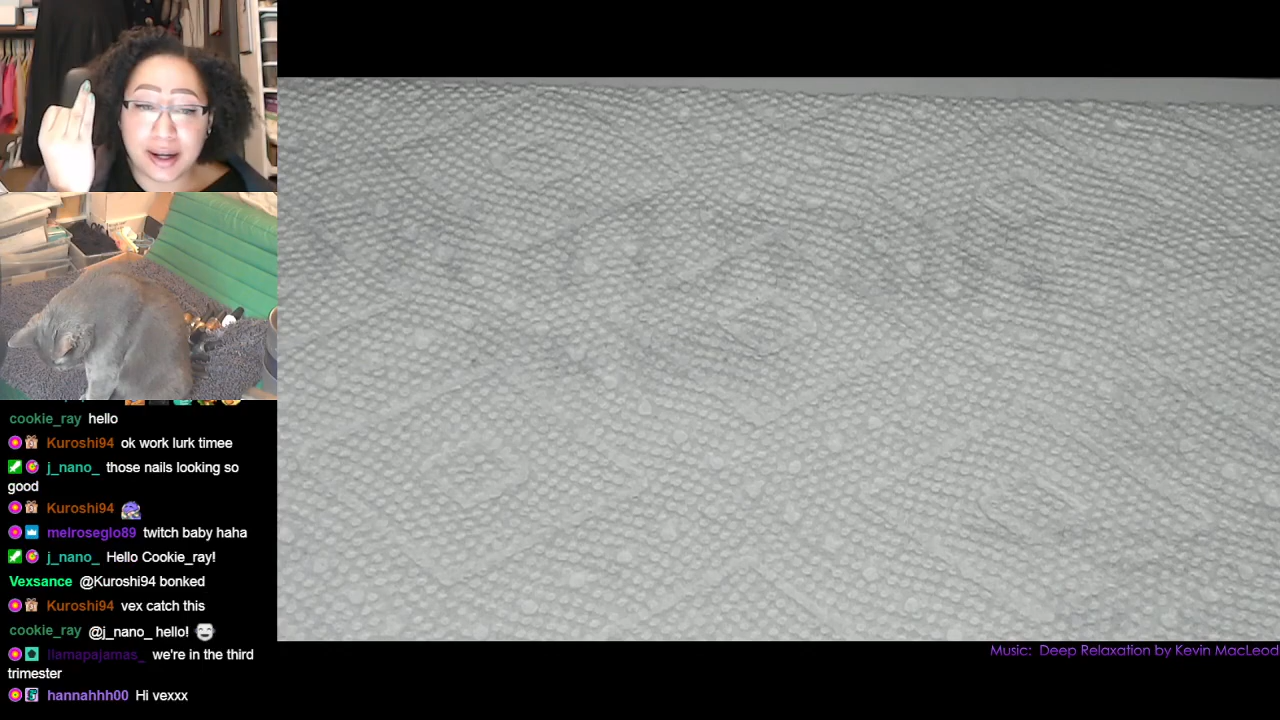 cookie_ray hello
Kuroshi94 ok work lurk timee
j_nano_ those nails looking so
good
Kuroshi94
melroseglo89 twitch baby haha
j_nano_ Hello Cookie_ray!
Vexsance @Kuroshi94 bonked
Kuroshi94 vex catch this
cookie_ray @j_nano_ hello!
llamapajamas_ we're in the third
trimester
hannahhh00 Hi vexxx
Music: Deep Relaxation by Kevin MacLeod